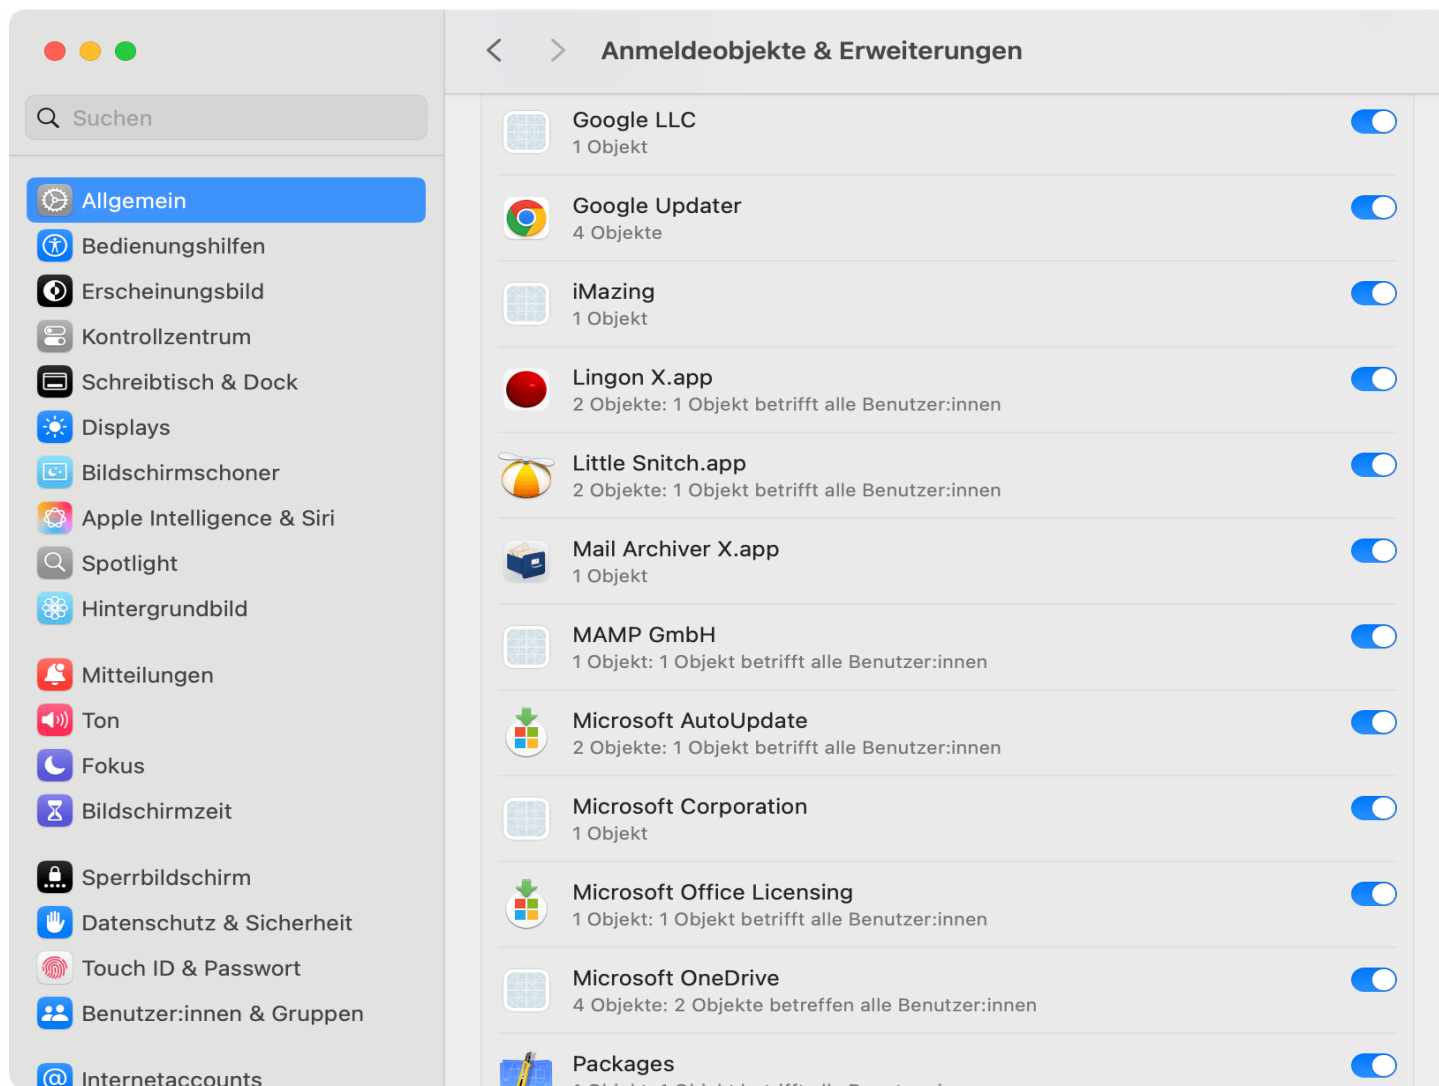 Anmeldeobjekte & Erweiterungen
Suchen
Allgemein
Bedienungshilfen
Erscheinungsbild
Kontrollzentrum
Schreibtisch & Dock
Displays
Bildschirmschoner
Apple Intelligence & Siri
Spotlight
Hintergrundbild
Mitteilungen
Ton
Fokus
Bildschirmzeit
Sperrbildschirm
Datenschutz & Sicherheit
Touch ID & Passwort
Benutzer:innen & Gruppen
Internetaccounts
Google LLC
1 Objekt
Google Updater
4 Objekte
iMazing
1 Objekt
Lingon X.app
2 Objekte: 1 Objekt betrifft alle Benutzer:innen
Little Snitch.app
2 Objekte: 1 Objekt betrifft alle Benutzer:innen
Mail Archiver X.app
1 Objekt
MAMP GmbH
1 Objekt: 1 Objekt betrifft alle Benutzer:innen
Microsoft AutoUpdate
2 Objekte: 1 Objekt betrifft alle Benutzer:innen
Microsoft Corporation
1 Objekt
Microsoft Office Licensing
1 Objekt: 1 Objekt betrifft alle Benutzer:innen
Microsoft OneDrive
4 Objekte: 2 Objekte betreffen alle Benutzer:innen
Packages